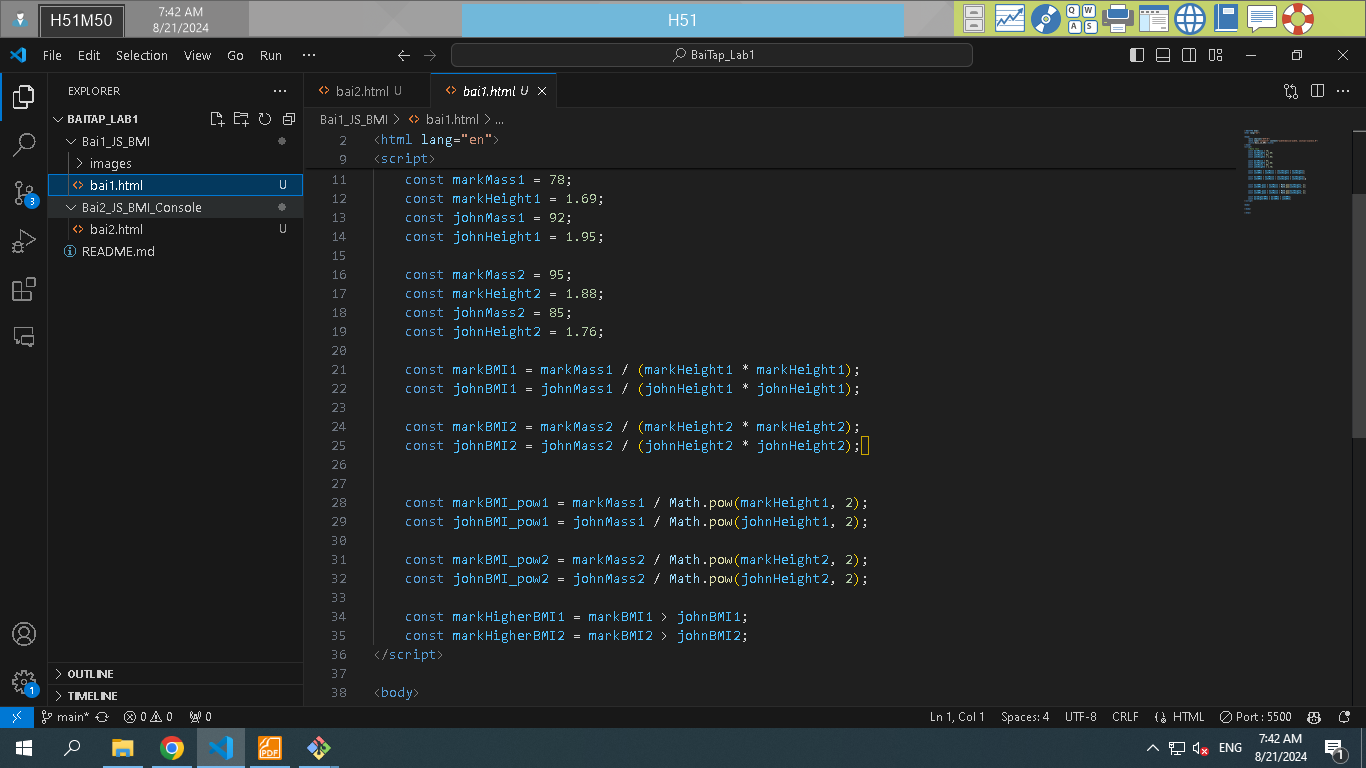 H51M50
7:42 AM
8/21/2024
H51
Q W
A S
File Edit Selection View Go Run ···
BaiTap_Lab1
EXPLORER
BAITAP_LAB1
Bai1_JS_BMI
images
bai1.html U
Bai2_JS_BMI_Console
bai2.html U
README.md
OUTLINE
TIMELINE
3
1
bai2.html U
bai1.html U
Bai1_JS_BMI > bai1.html > ...
2 <html lang="en">
9 <script>
11 const markMass1 = 78;
12 const markHeight1 = 1.69;
13 const johnMass1 = 92;
14 const johnHeight1 = 1.95;
15
16 const markMass2 = 95;
17 const markHeight2 = 1.88;
18 const johnMass2 = 85;
19 const johnHeight2 = 1.76;
20
21 const markBMI1 = markMass1 / (markHeight1 * markHeight1);
22 const johnBMI1 = johnMass1 / (johnHeight1 * johnHeight1);
23
24 const markBMI2 = markMass2 / (markHeight2 * markHeight2);
25 const johnBMI2 = johnMass2 / (johnHeight2 * johnHeight2);
26
27
28 const markBMI_pow1 = markMass1 / Math.pow(markHeight1, 2);
29 const johnBMI_pow1 = johnMass1 / Math.pow(johnHeight1, 2);
30
31 const markBMI_pow2 = markMass2 / Math.pow(markHeight2, 2);
32 const johnBMI_pow2 = johnMass2 / Math.pow(johnHeight2, 2);
33
34 const markHigherBMI1 = markBMI1 > johnBMI1;
35 const markHigherBMI2 = markBMI2 > johnBMI2;
36 </script>
37
38 <body>
main* 0 0 0 Ln 1, Col 1 Spaces: 4 UTF-8 CRLF HTML Port : 5500
PDF
ENG
7:42 AM
8/21/2024
1